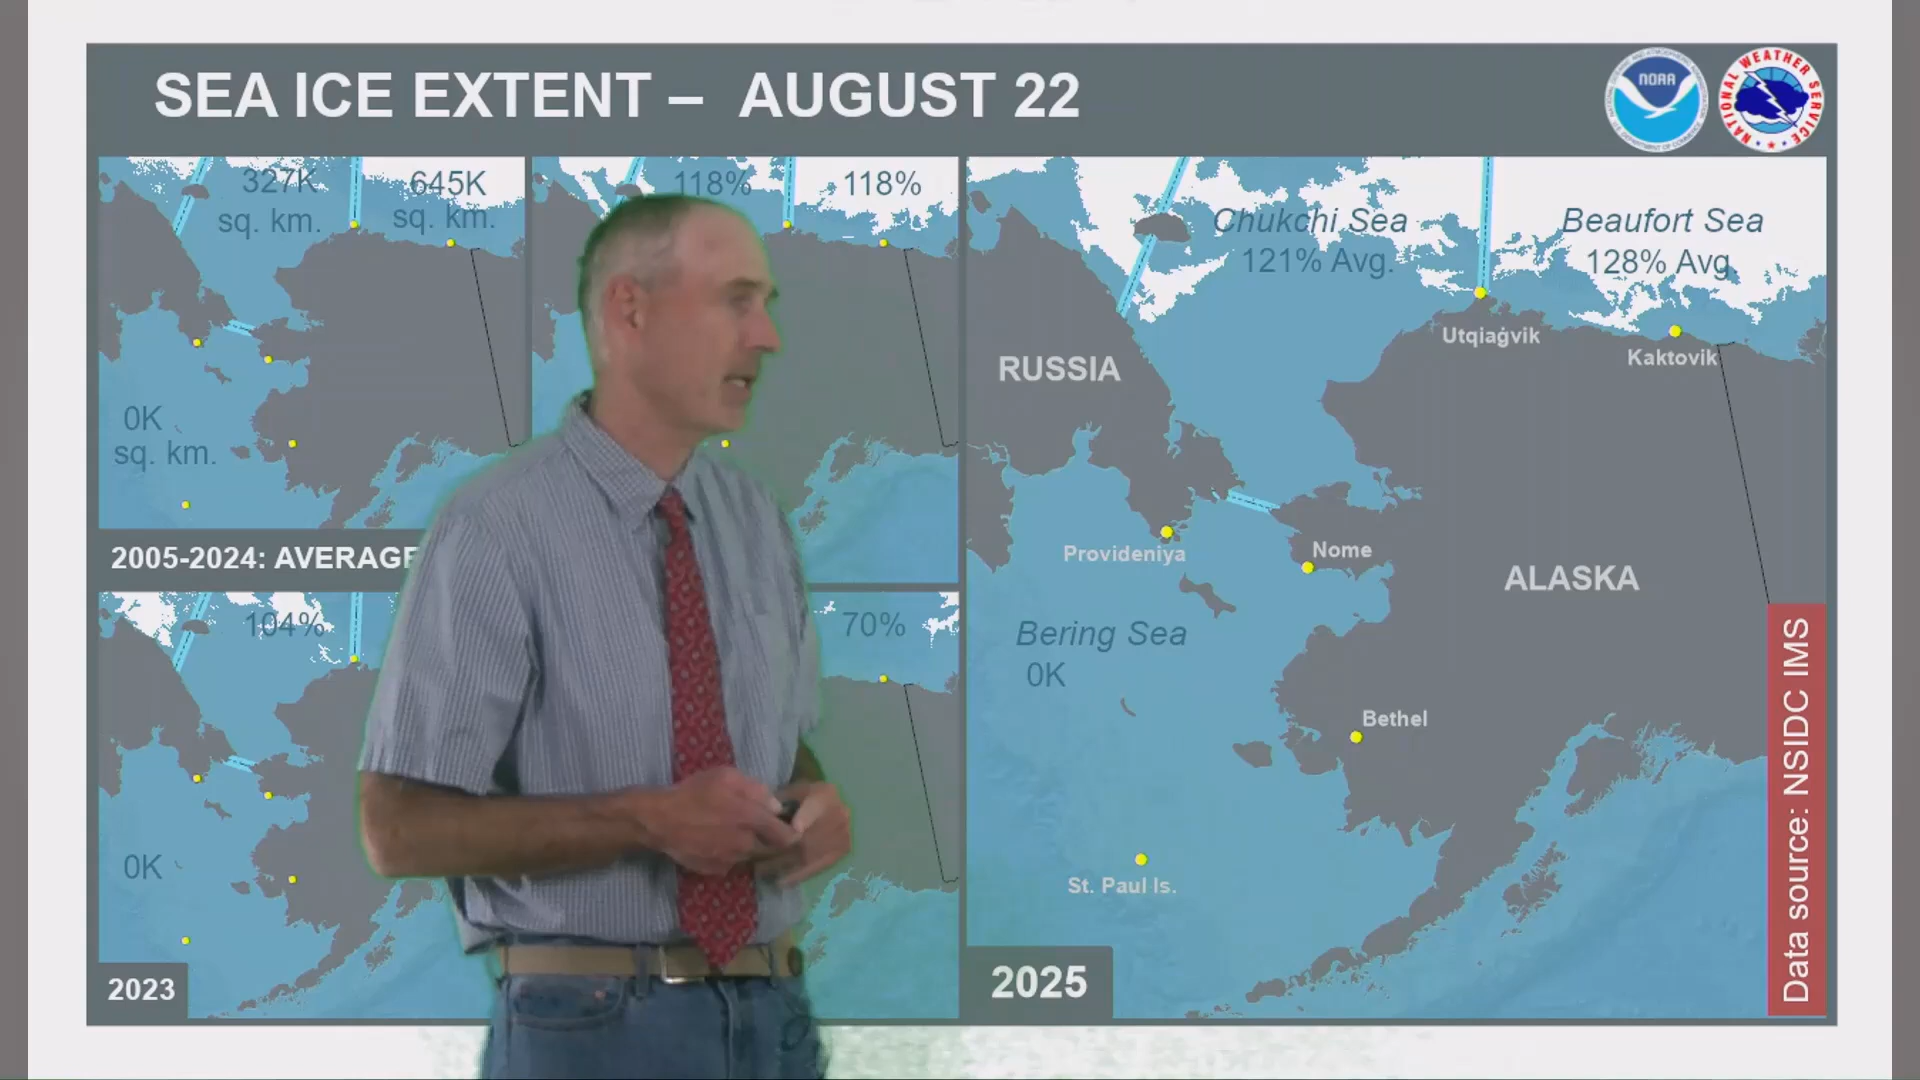 SEA ICE EXTENT – AUGUST 22
NOAA
NATIONAL WEATHER SERVICE
327K
sq. km.
645K
sq. km.
0K
sq. km.
2005-2024: AVERAGE
118%
118%
104%
0K
2023
70%
Chukchi Sea
121% Avg.
Beaufort Sea
128% Avg
Utqiaġvik
Kaktovik
RUSSIA
Provideniya
Nome
ALASKA
Bering Sea
0K
Bethel
St. Paul Is.
2025
Data source: NSIDC IMS